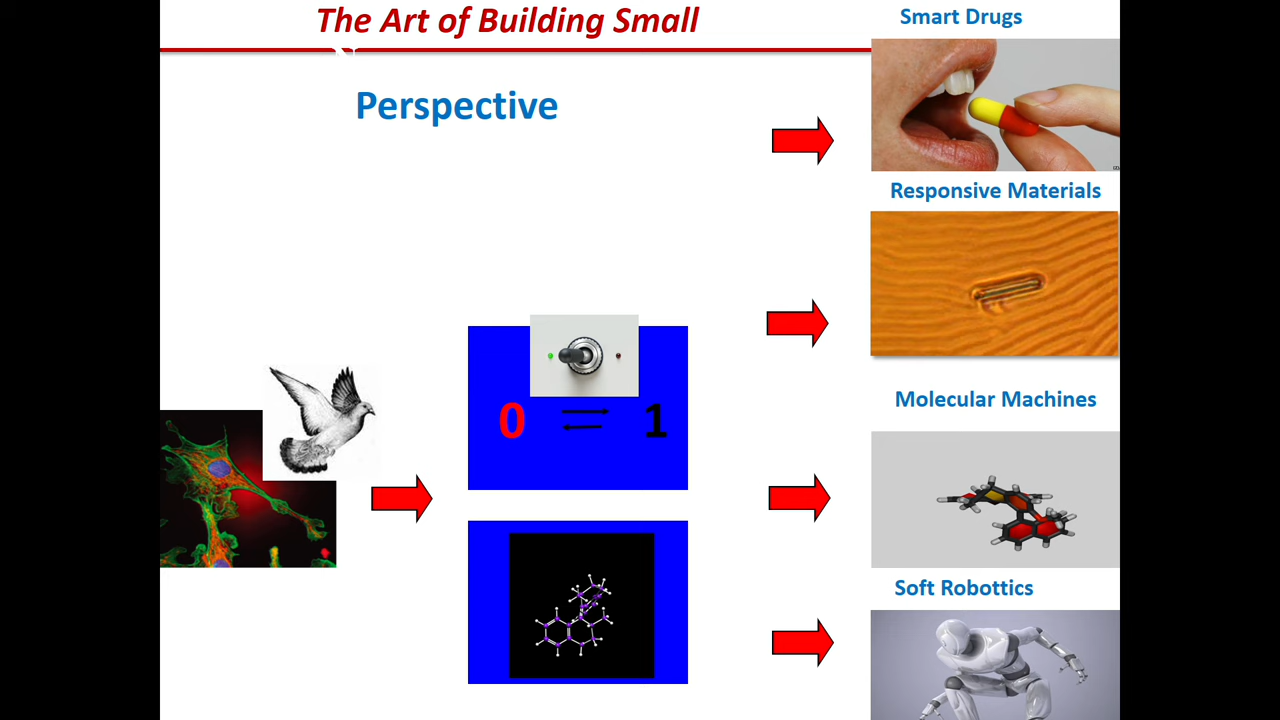 The Art of Building Small
Perspective
Smart Drugs
Responsive Materials
0 1
Molecular Machines
Soft Robottics